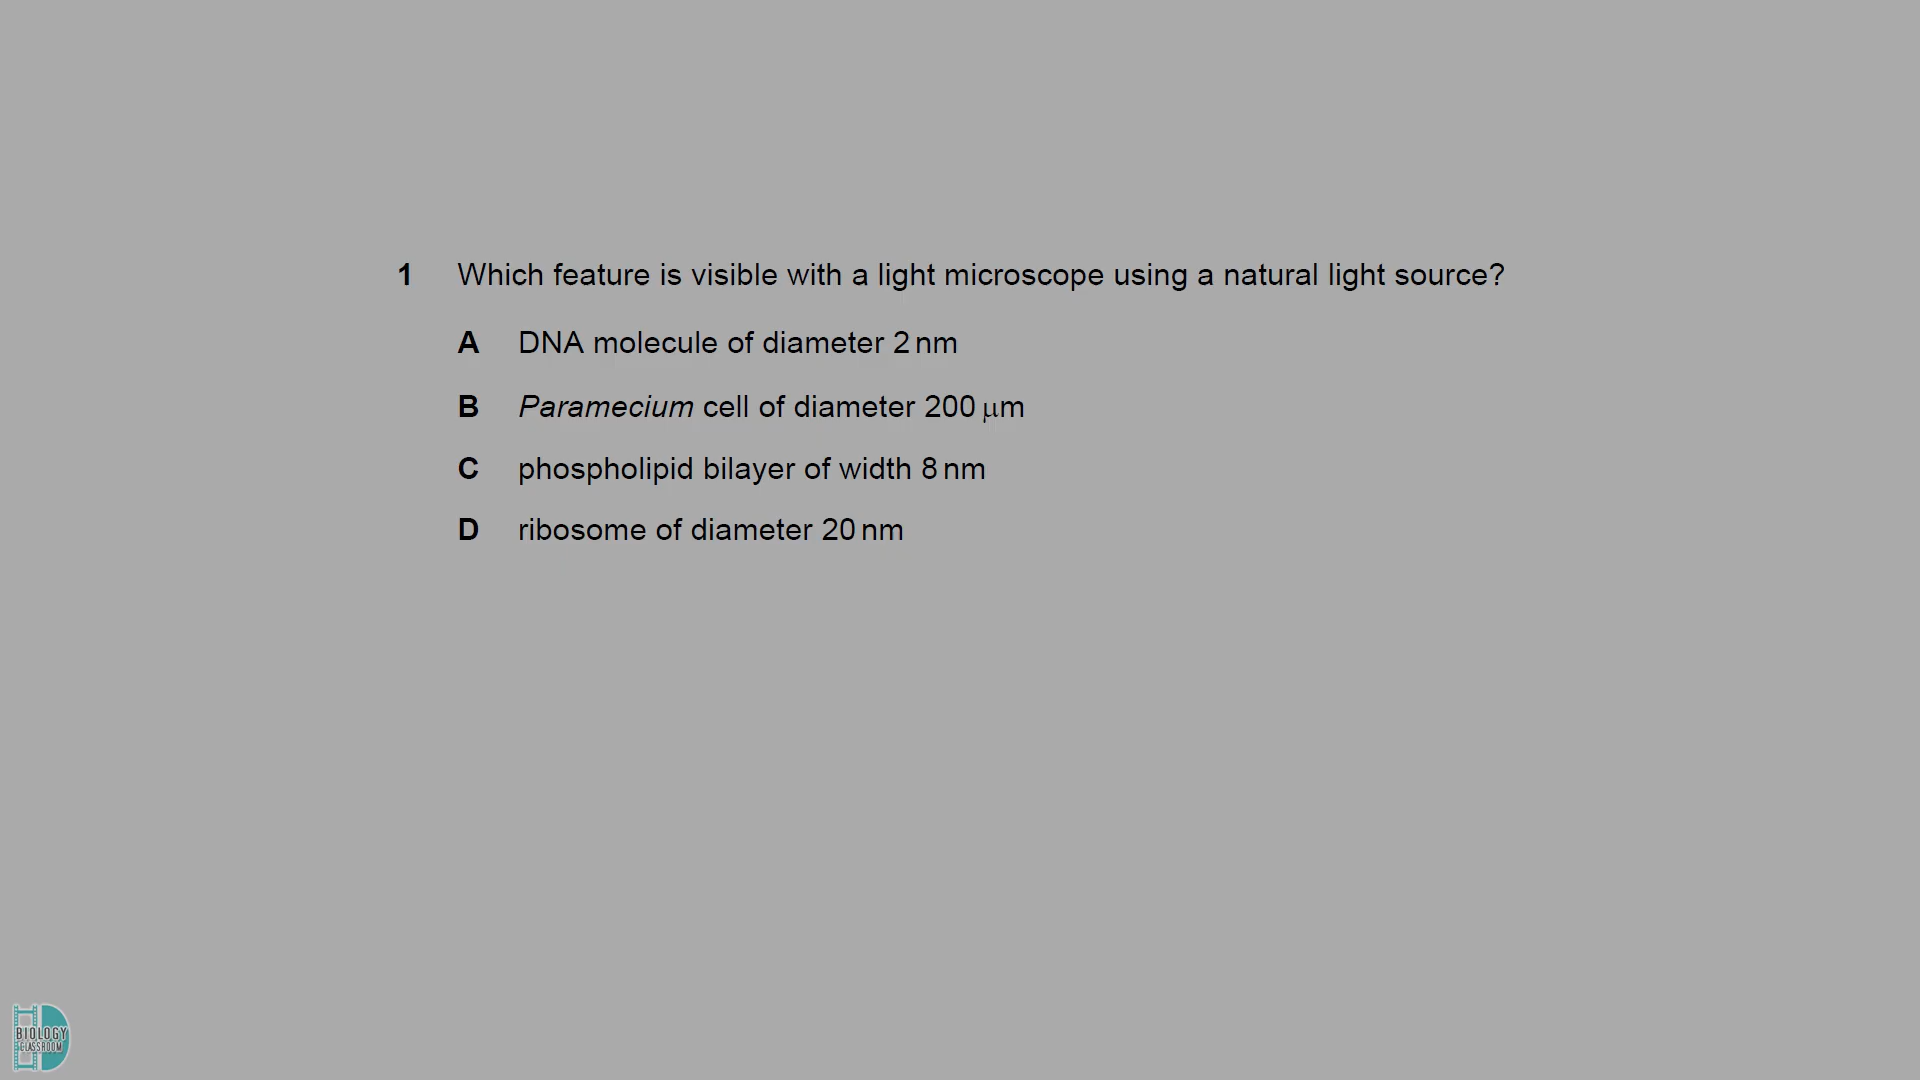 1 Which feature is visible with a light microscope using a natural light source?
A DNA molecule of diameter 2 nm
B Paramecium cell of diameter 200 μm
C phospholipid bilayer of width 8 nm
D ribosome of diameter 20 nm
BIOLOGY
CLASSROOM